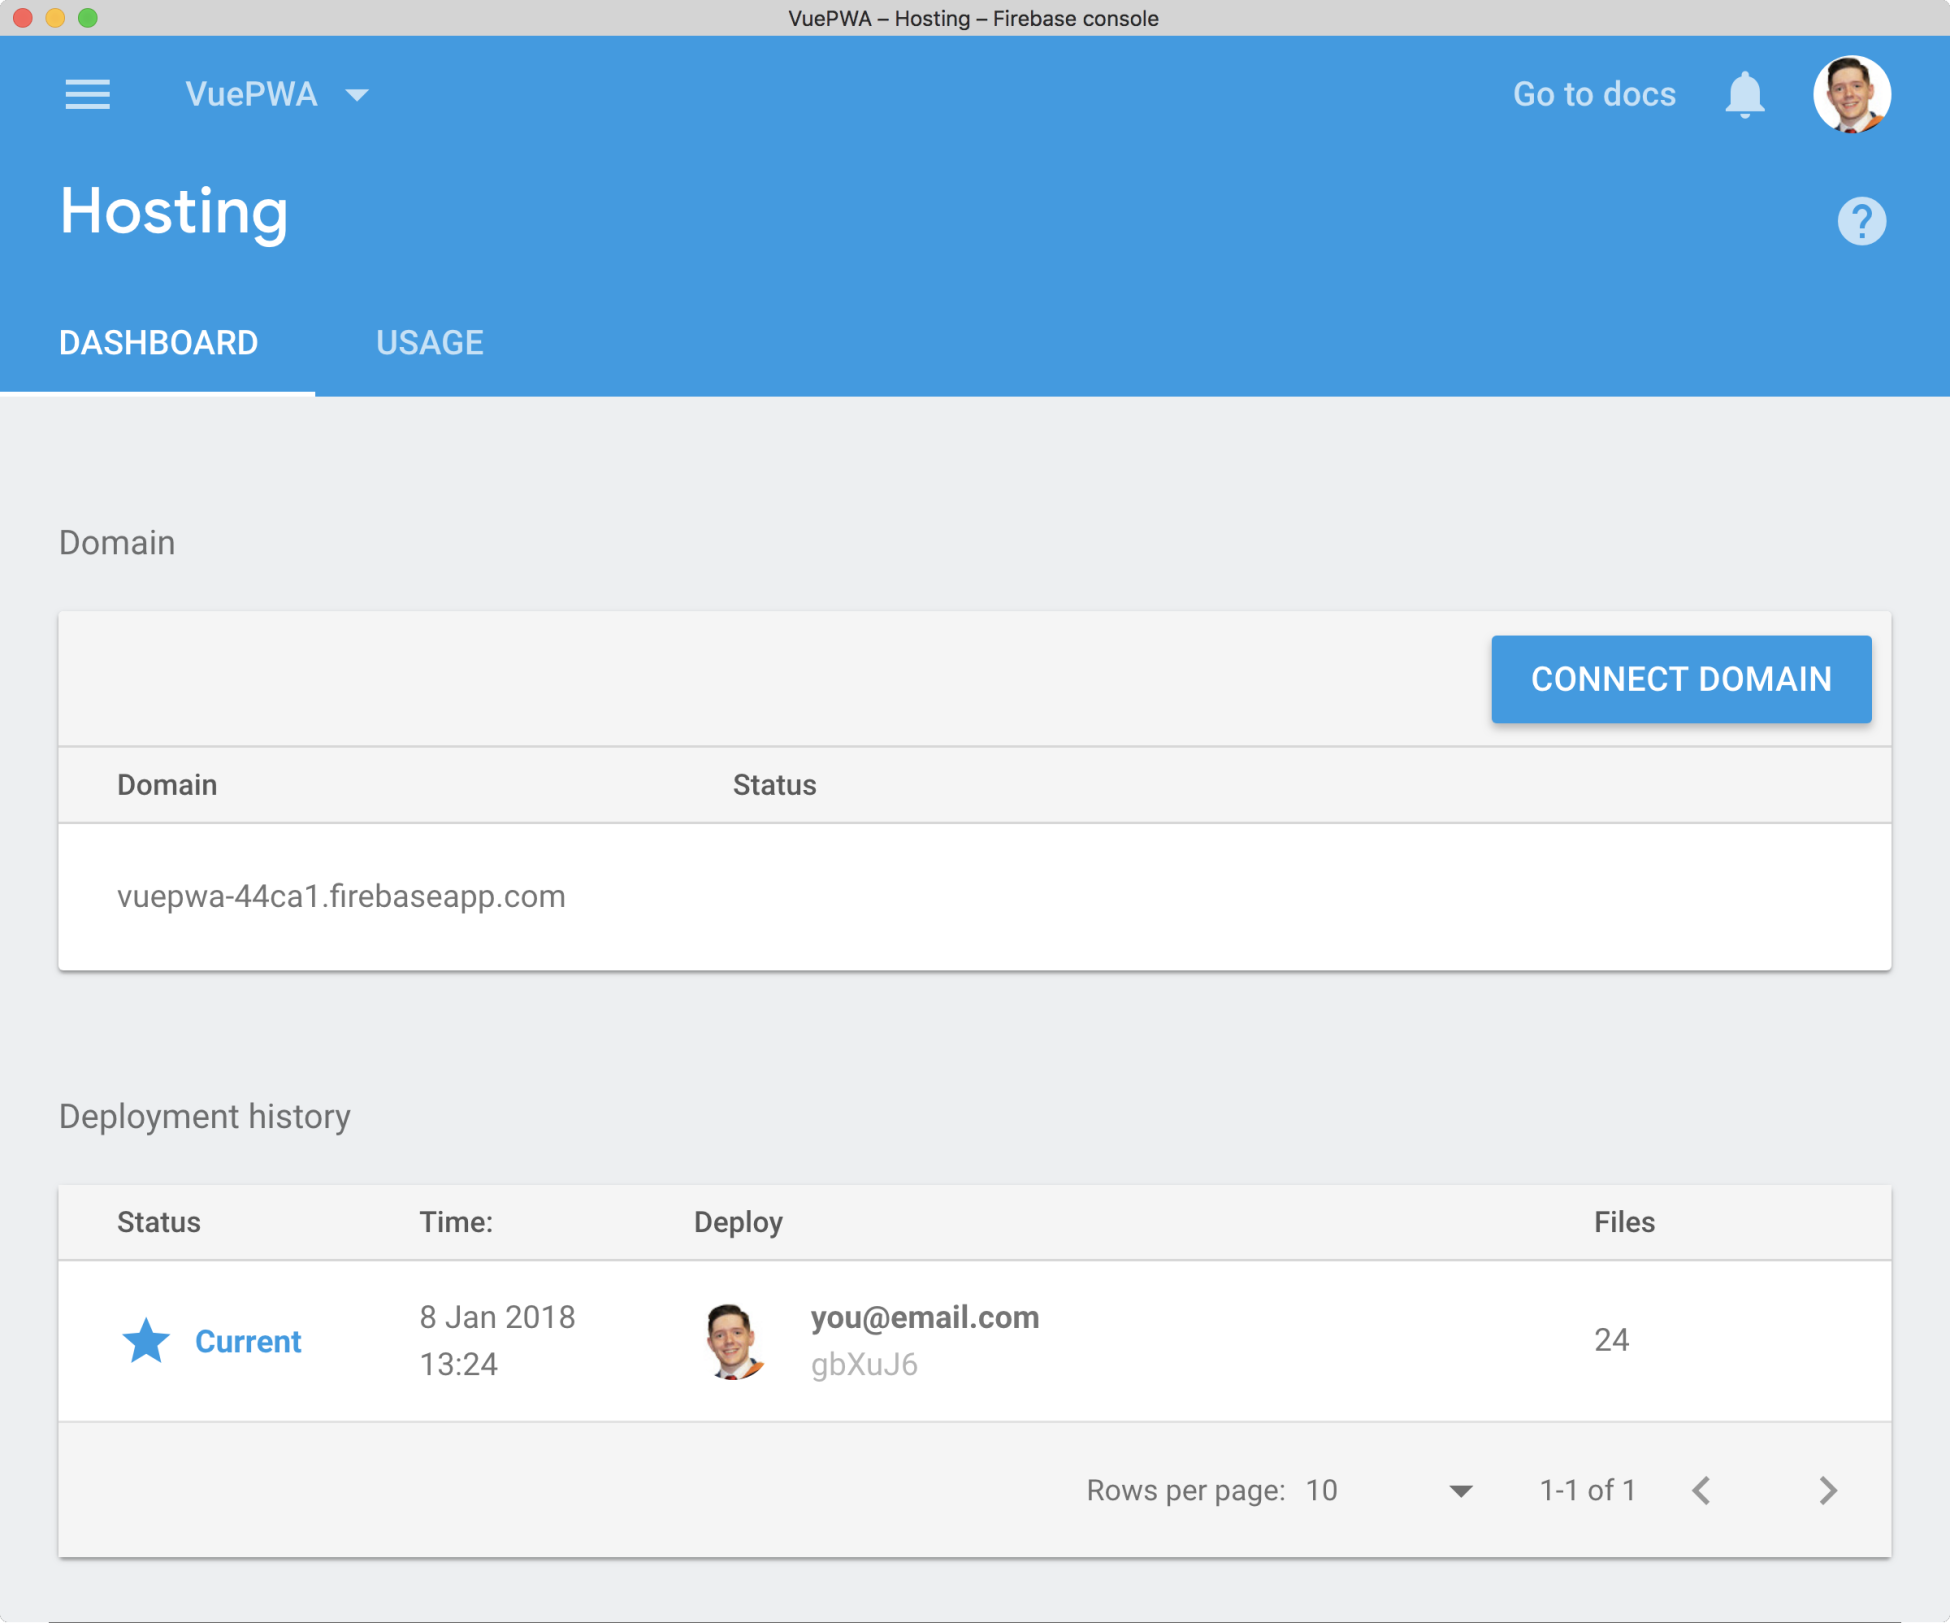 VuePWA – Hosting – Firebase console
VuePWA
Go to docs
Hosting
?
DASHBOARD USAGE
Domain
CONNECT DOMAIN
Domain Status
vuepwa-44ca1.firebaseapp.com
Deployment history
Status Time: Deploy Files
Current
8 Jan 2018
13:24
you@email.com
gbXuJ6
24
Rows per page: 10 1-1 of 1